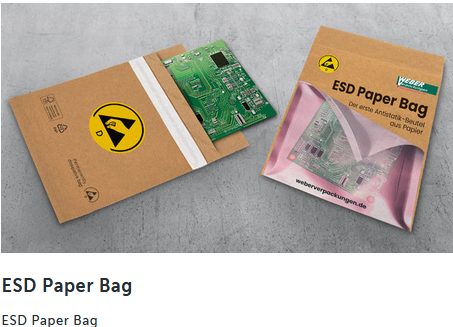 D
WEBER
ESD Paper Bag
Der erste Antistatik-Beutel
aus Papier
weberverpackungen.de
ESD Paper Bag
ESD Paper Bag